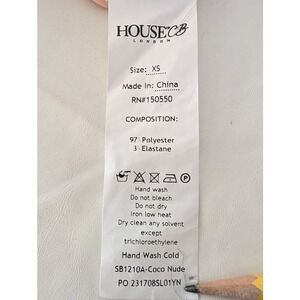 HOUSE OF CB
LONDON
Size: XS
Made In: China
RN#150550
COMPOSITION:
97 Polyester
3 Elastane
Hand wash
Do not bleach
Do not dry
Iron low heat
Dry clean any solvent
except
trichloroethylene
Hand Wash Cold
SB1210A-Coco Nude
PO 231708SL01YN